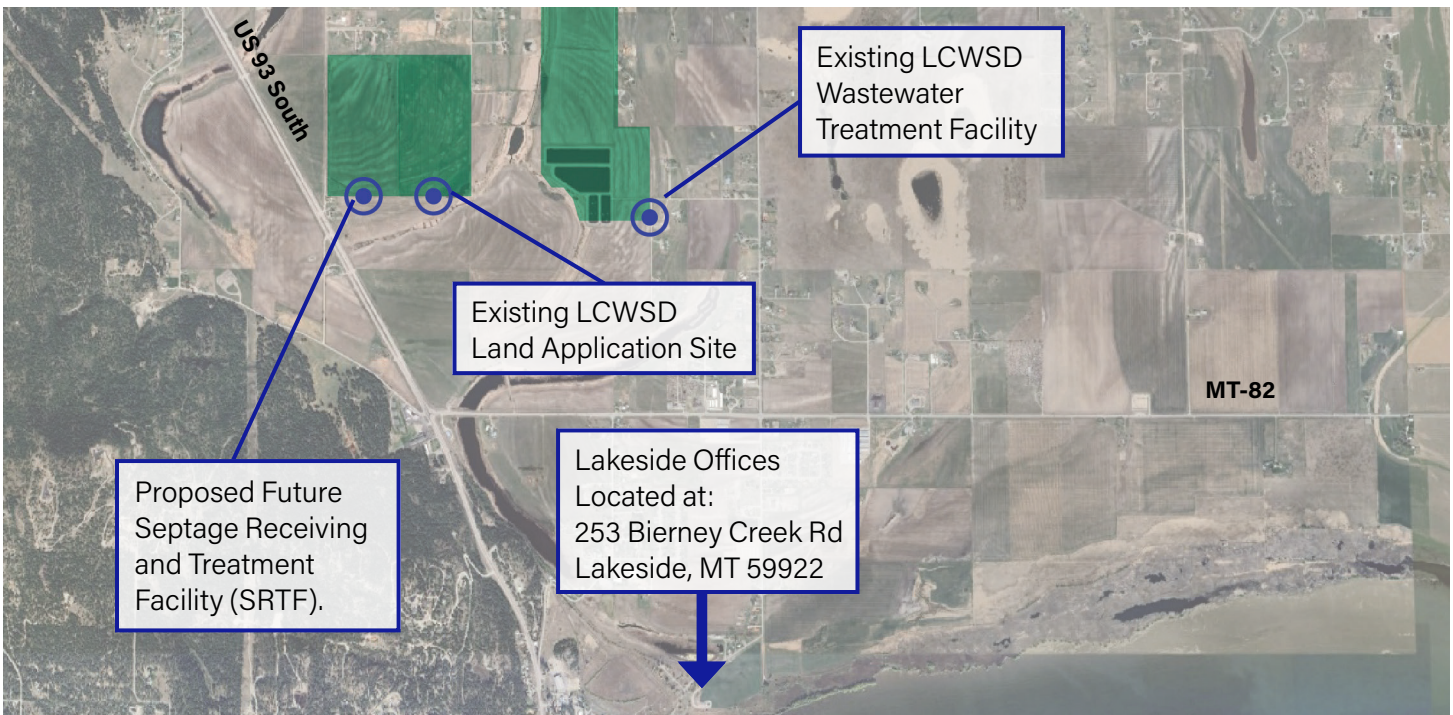 US 93 South
Existing LCWSD
Wastewater
Treatment Facility
Existing LCWSD
Land Application Site
MT-82
Proposed Future
Septage Receiving
and Treatment
Facility (SRTF).
Lakeside Offices
Located at:
253 Bierney Creek Rd
Lakeside, MT 59922